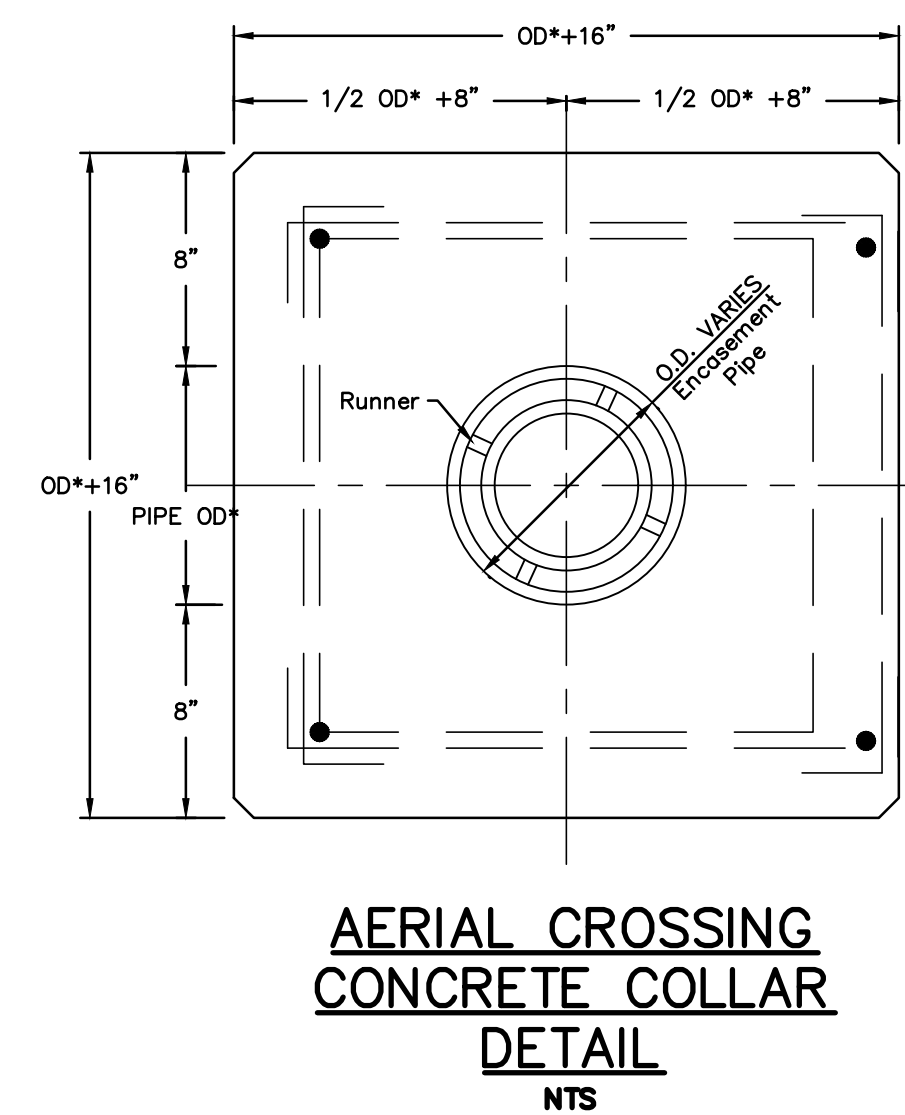 OD*+16"
1/2 OD* +8"
1/2 OD* +8"
8"
O.D. VARIES
Encasement
Pipe
Runner
OD*+16"
PIPE OD*
8"
AERIAL CROSSING
CONCRETE COLLAR
DETAIL
NTS